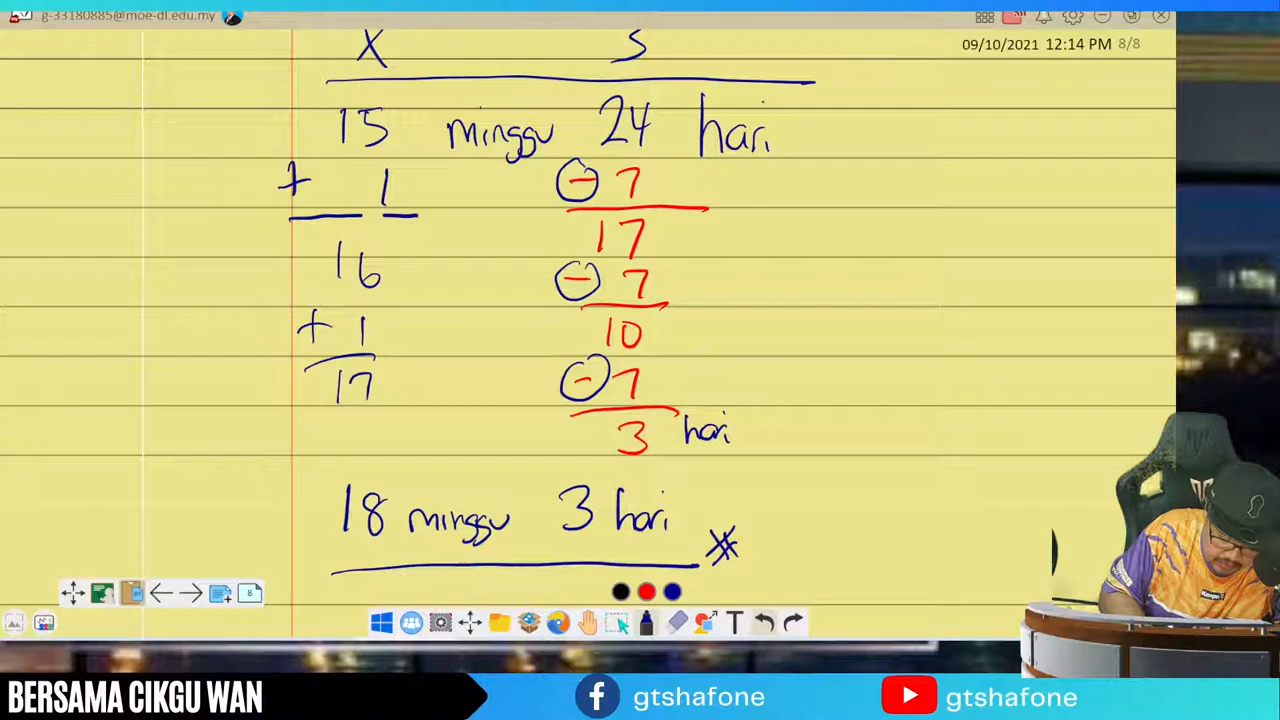 g-33180885@moe-dl.edu.my
09/10/2021 12:14 PM 8/8
X 5
15 minggu 24 hari
+ 1 - 7
16 17
- 7
+ 1 10
17 - 7
3 hari
18 minggu 3 hari
8
T
BERSAMA CIKGU WAN
gtshafone
gtshafone